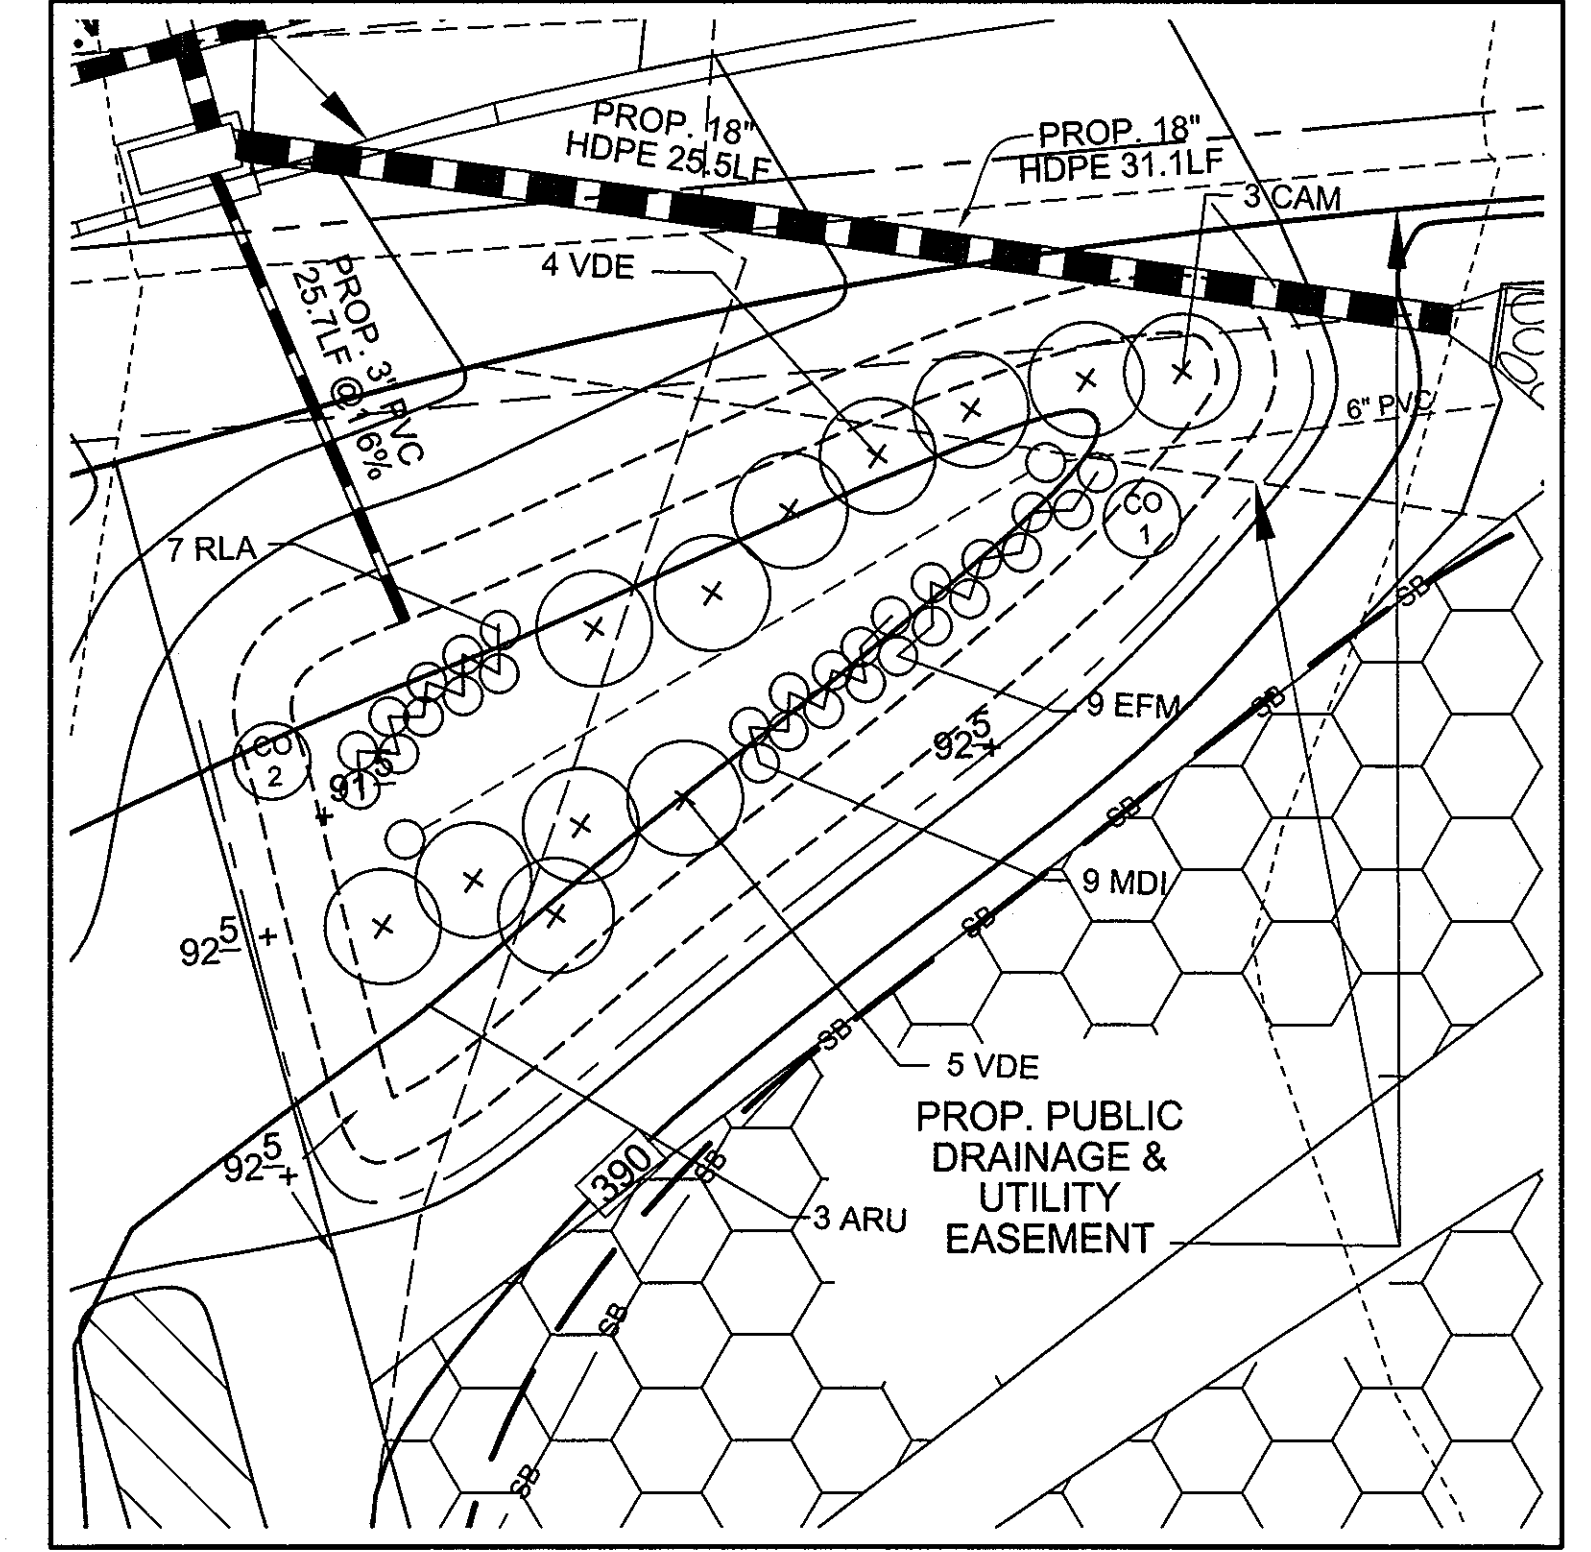 PROP. 18"
HDPE 25.5LF
PROP. 18"
HDPE 31.1LF
3 CAM
4 VDE
PROP. 3" PVC
25.7LF @ 1.6%
6" PVC
CO
1
7 RLA
SB
SB
9 EFM
92 5
CO
2
91 5
SB
9 MDI
SB
92 5
SB
5 VDE
PROP. PUBLIC
DRAINAGE &
UTILITY
EASEMENT
92 5
390
SB
3 ARU
SB
SB